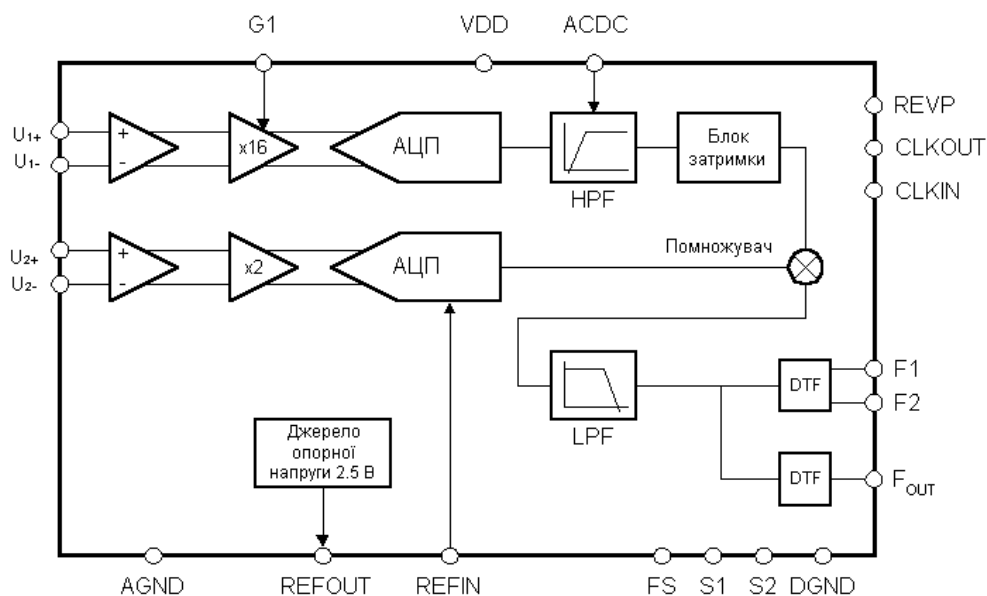 G1 VDD ACDC
REVP
CLKOUT
CLKIN
U1+
U1-
+
-
x16
АЦП
HPF
Блок
затримки
U2+
U2-
+
-
x2
АЦП
Помножувач
LPF
DTF
F1
F2
DTF
FOUT
Джерело
опорної
напруги 2.5 В
AGND REFOUT REFIN FS S1 S2 DGND